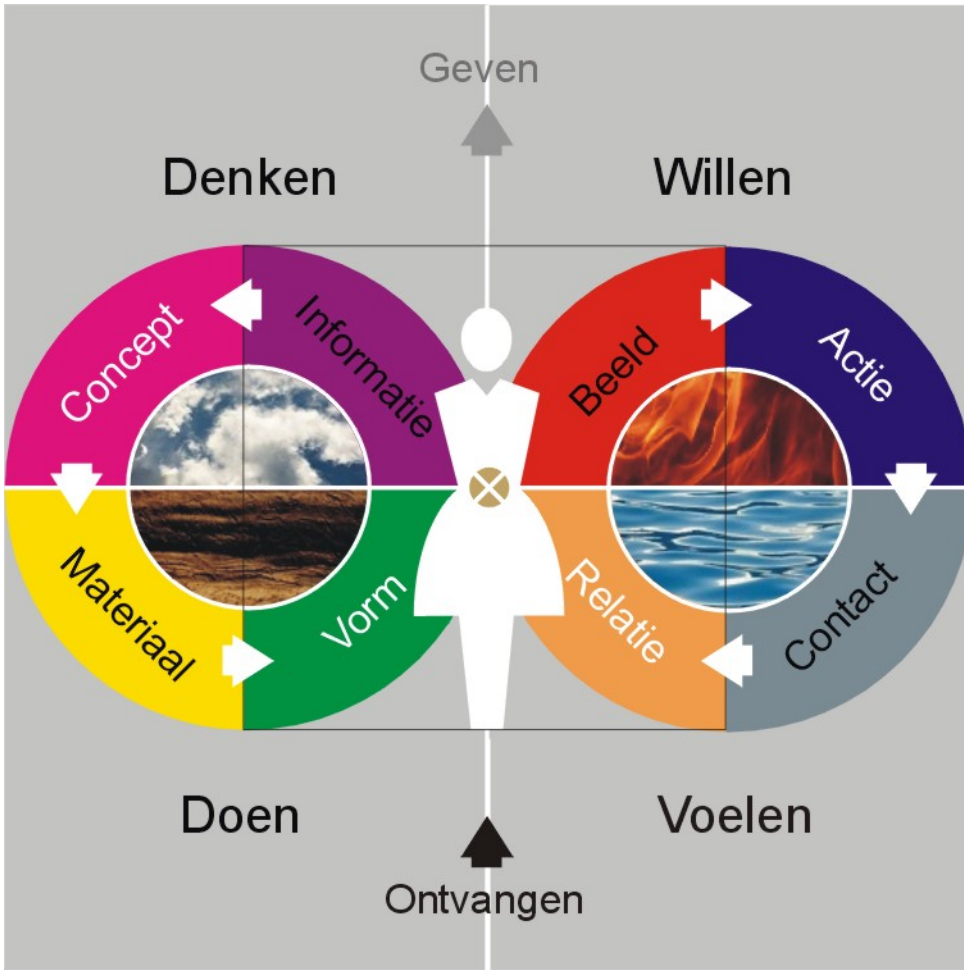 Geven
Denken
Willen
Concept
Informatie
Beeld
Actie
Materiaal
Vorm
Relatie
Contact
Doen
Voelen
Ontvangen